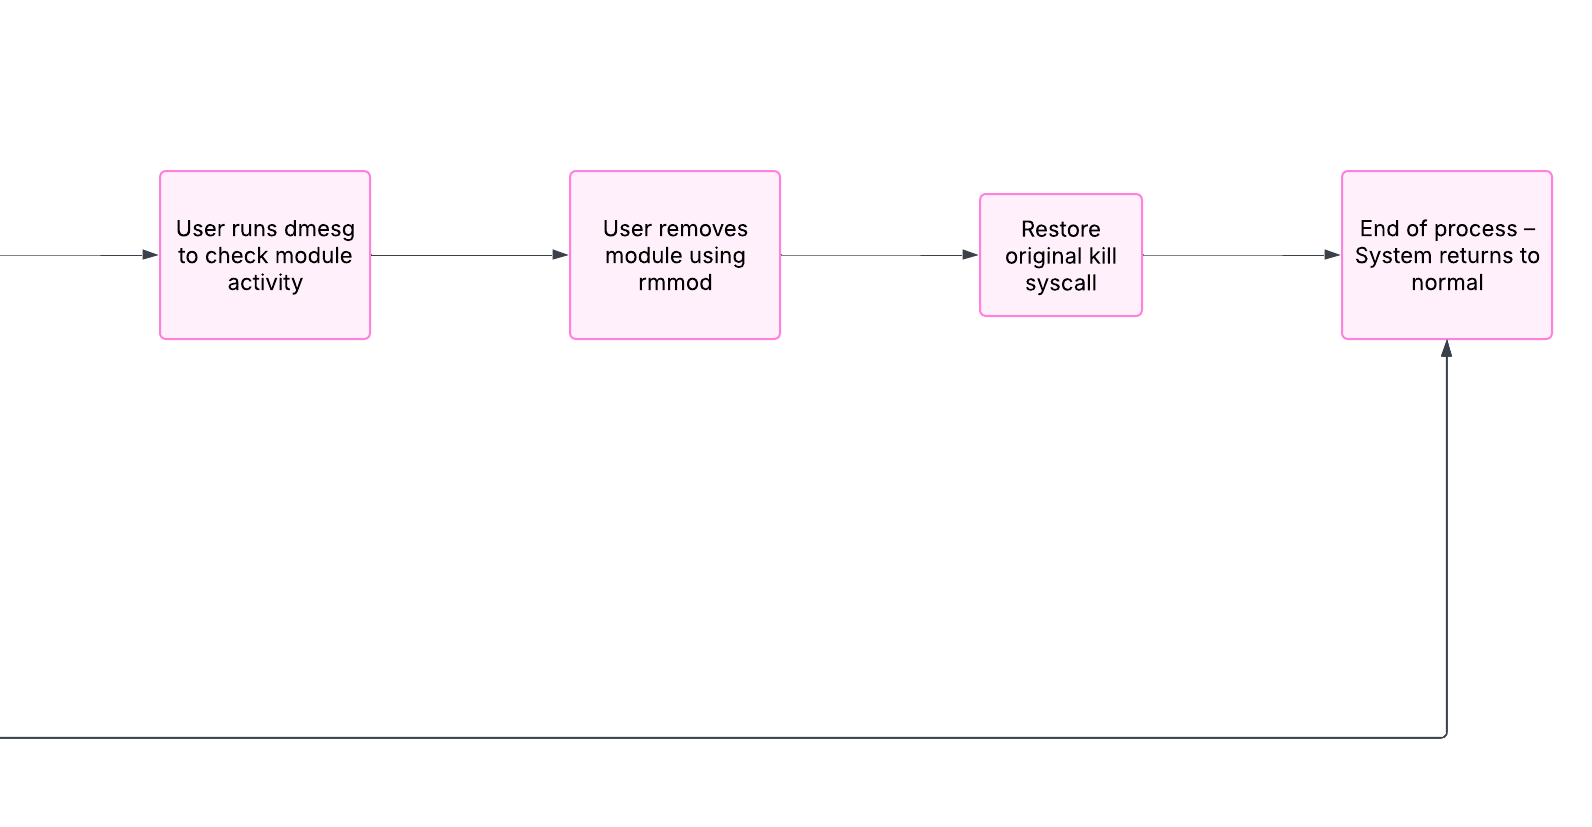 User runs dmesg
to check module
activity
User removes
module using
rmmod
Restore
original kill
syscall
End of process –
System returns to
normal